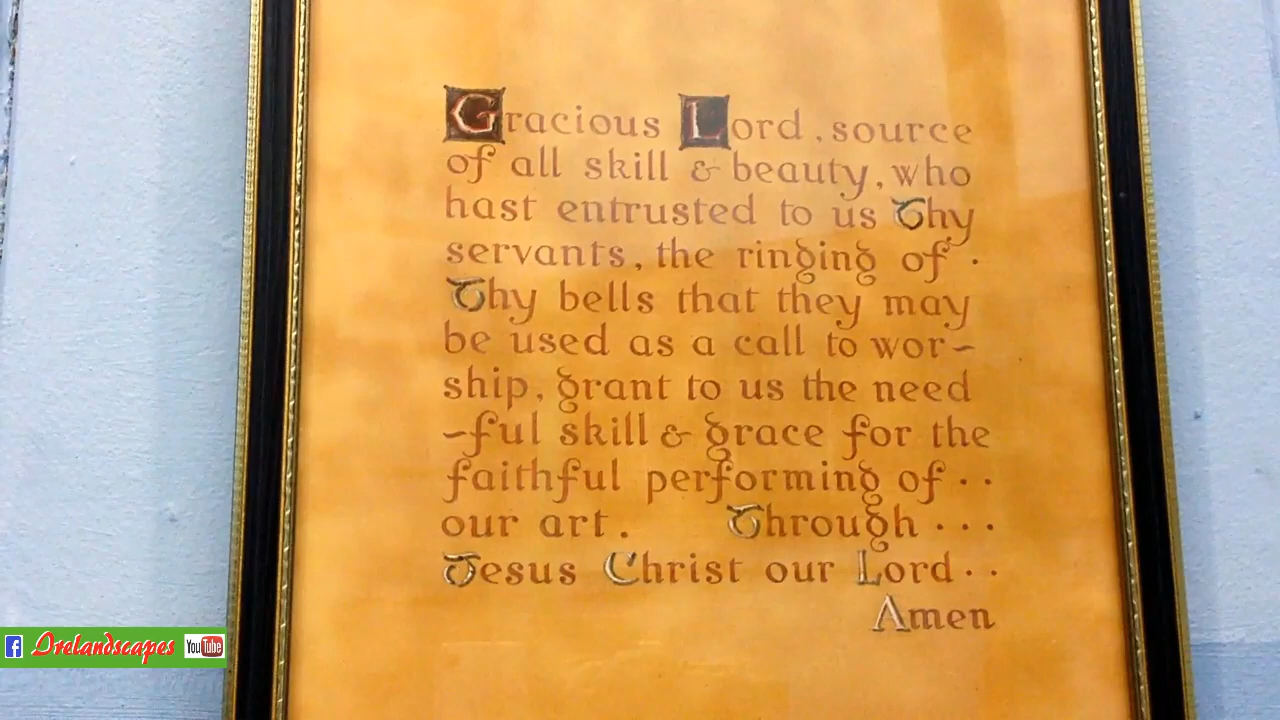 Gracious Lord, source
of all skill & beauty, who
hast entrusted to us Thy
servants, the ringing of ·
Thy bells that they may
be used as a call to wor~
ship, grant to us the need
~ful skill & grace for the
faithful performing of · ·
our art. Through · · ·
Jesus Christ our Lord · ·
Amen
f Irelandscapes YouTube